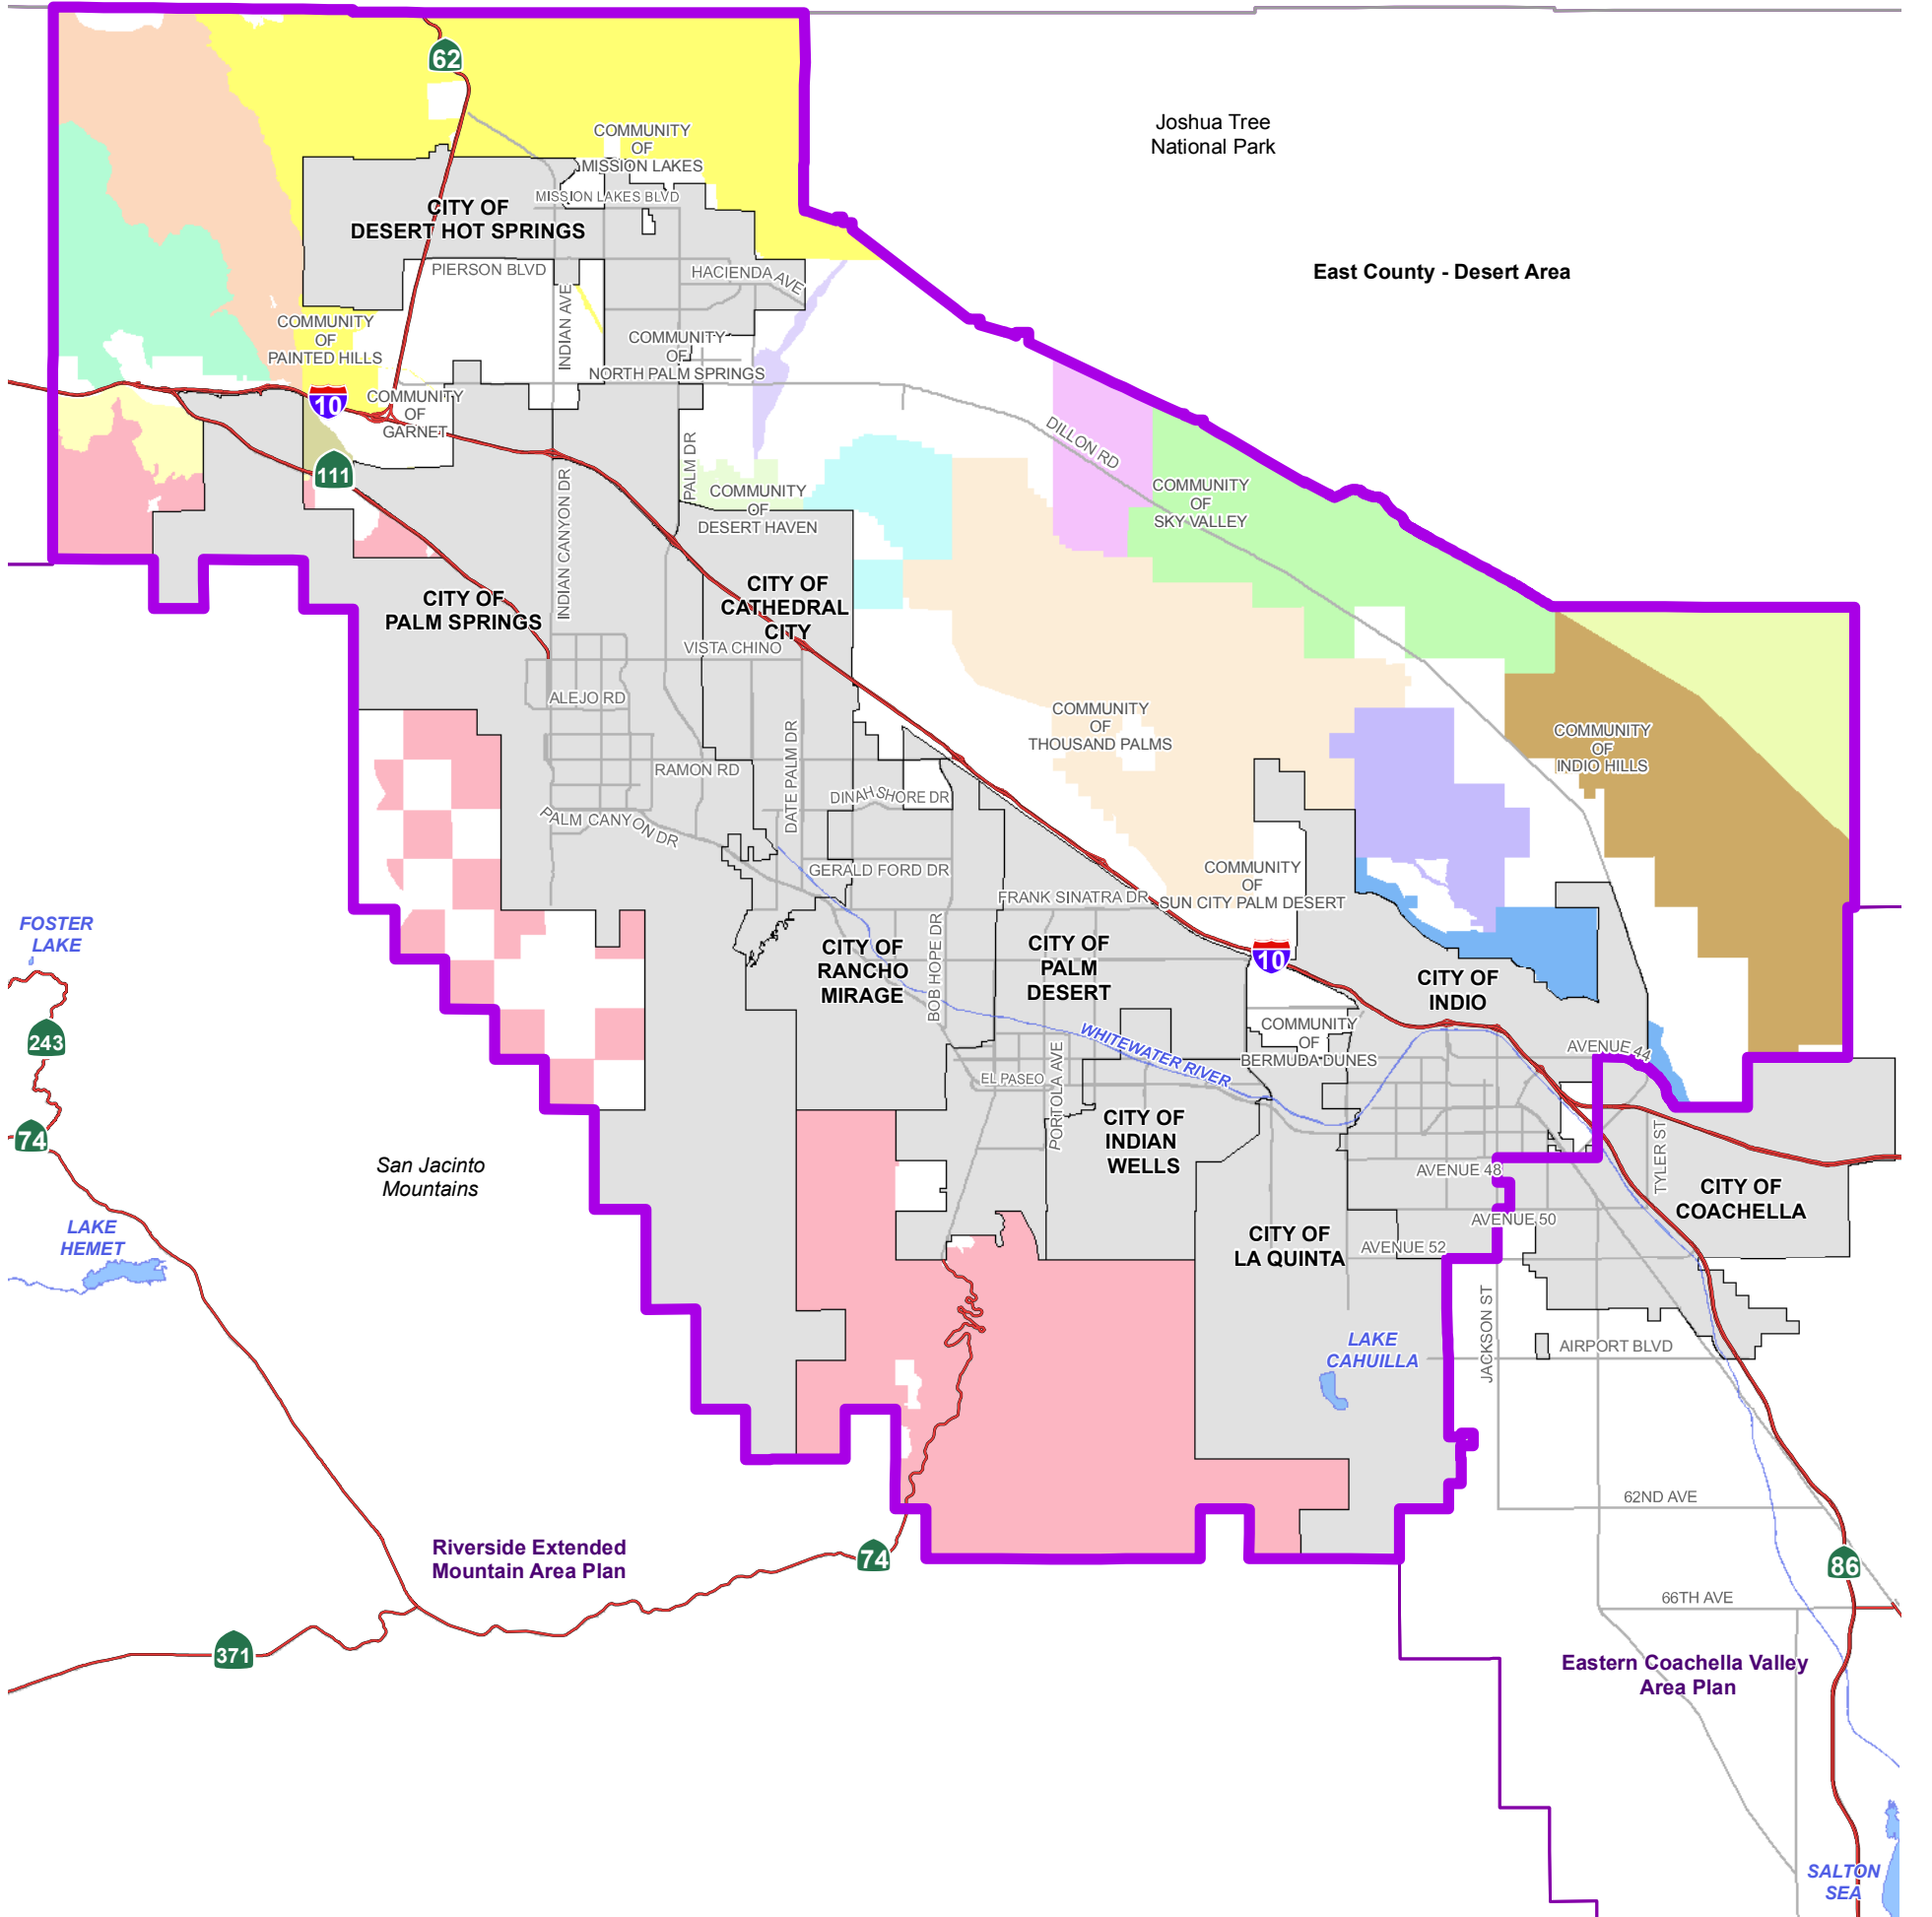 62
Joshua Tree
National Park
COMMUNITY
OF
MISSION LAKES
MISSION LAKES BLVD
CITY OF
DESERT HOT SPRINGS
PIERSON BLVD
HACIENDA AVE
East County - Desert Area
INDIAN AVE
COMMUNITY
OF
PAINTED HILLS
COMMUNITY
OF
NORTH PALM SPRINGS
10
COMMUNITY
OF
GARNET
DILLON RD
PALM DR
111
INDIAN CANYON DR
COMMUNITY
OF
DESERT HAVEN
COMMUNITY
OF
SKY VALLEY
CITY OF
PALM SPRINGS
CITY OF
CATHEDRAL
CITY
VISTA CHINO
ALEJO RD
COMMUNITY
OF
THOUSAND PALMS
COMMUNITY
OF
INDIO HILLS
RAMON RD
DATE PALM DR
DINAH SHORE DR
PALM CANYON DR
GERALD FORD DR
COMMUNITY
OF
SUN CITY PALM DESERT
FRANK SINATRA DR
FOSTER
LAKE
CITY OF
RANCHO
MIRAGE
BOB HOPE DR
CITY OF
PALM
DESERT
10
CITY OF
INDIO
243
COMMUNITY
OF
BERMUDA DUNES
WHITEWATER RIVER
AVENUE 44
EL PASEO
PORTOLA AVE
74
CITY OF
INDIAN
WELLS
San Jacinto
Mountains
AVENUE 48
TYLER ST
CITY OF
COACHELLA
LAKE
HEMET
AVENUE 50
CITY OF
LA QUINTA
AVENUE 52
JACKSON ST
LAKE
CAHUILLA
AIRPORT BLVD
62ND AVE
Riverside Extended
Mountain Area Plan
74
86
66TH AVE
371
Eastern Coachella Valley
Area Plan
SALTON
SEA